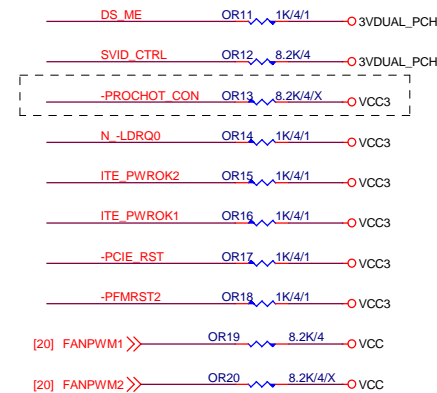 DS_ME OR11 1K/4/1 3VDUAL_PCH
SVID_CTRL OR12 8.2K/4 3VDUAL_PCH
-PROCHOT_CON OR13 8.2K/4/X VCC3
N_-LDRQ0 OR14 1K/4/1 VCC3
ITE_PWROK2 OR15 1K/4/1 VCC3
ITE_PWROK1 OR16 1K/4/1 VCC3
-PCIE_RST OR17 1K/4/1 VCC3
-PFMRST2 OR18 1K/4/1 VCC3
[20] FANPWM1 OR19 8.2K/4 VCC
[20] FANPWM2 OR20 8.2K/4/X VCC